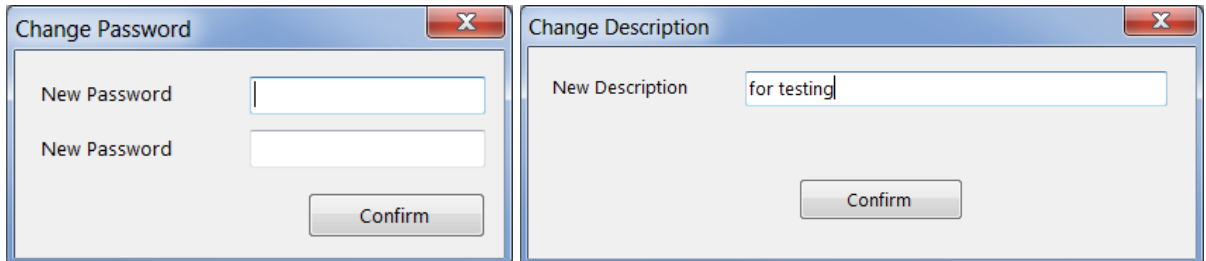 Change Password
X
New Password
New Password
Confirm
Change Description
X
New Description
for testing
Confirm